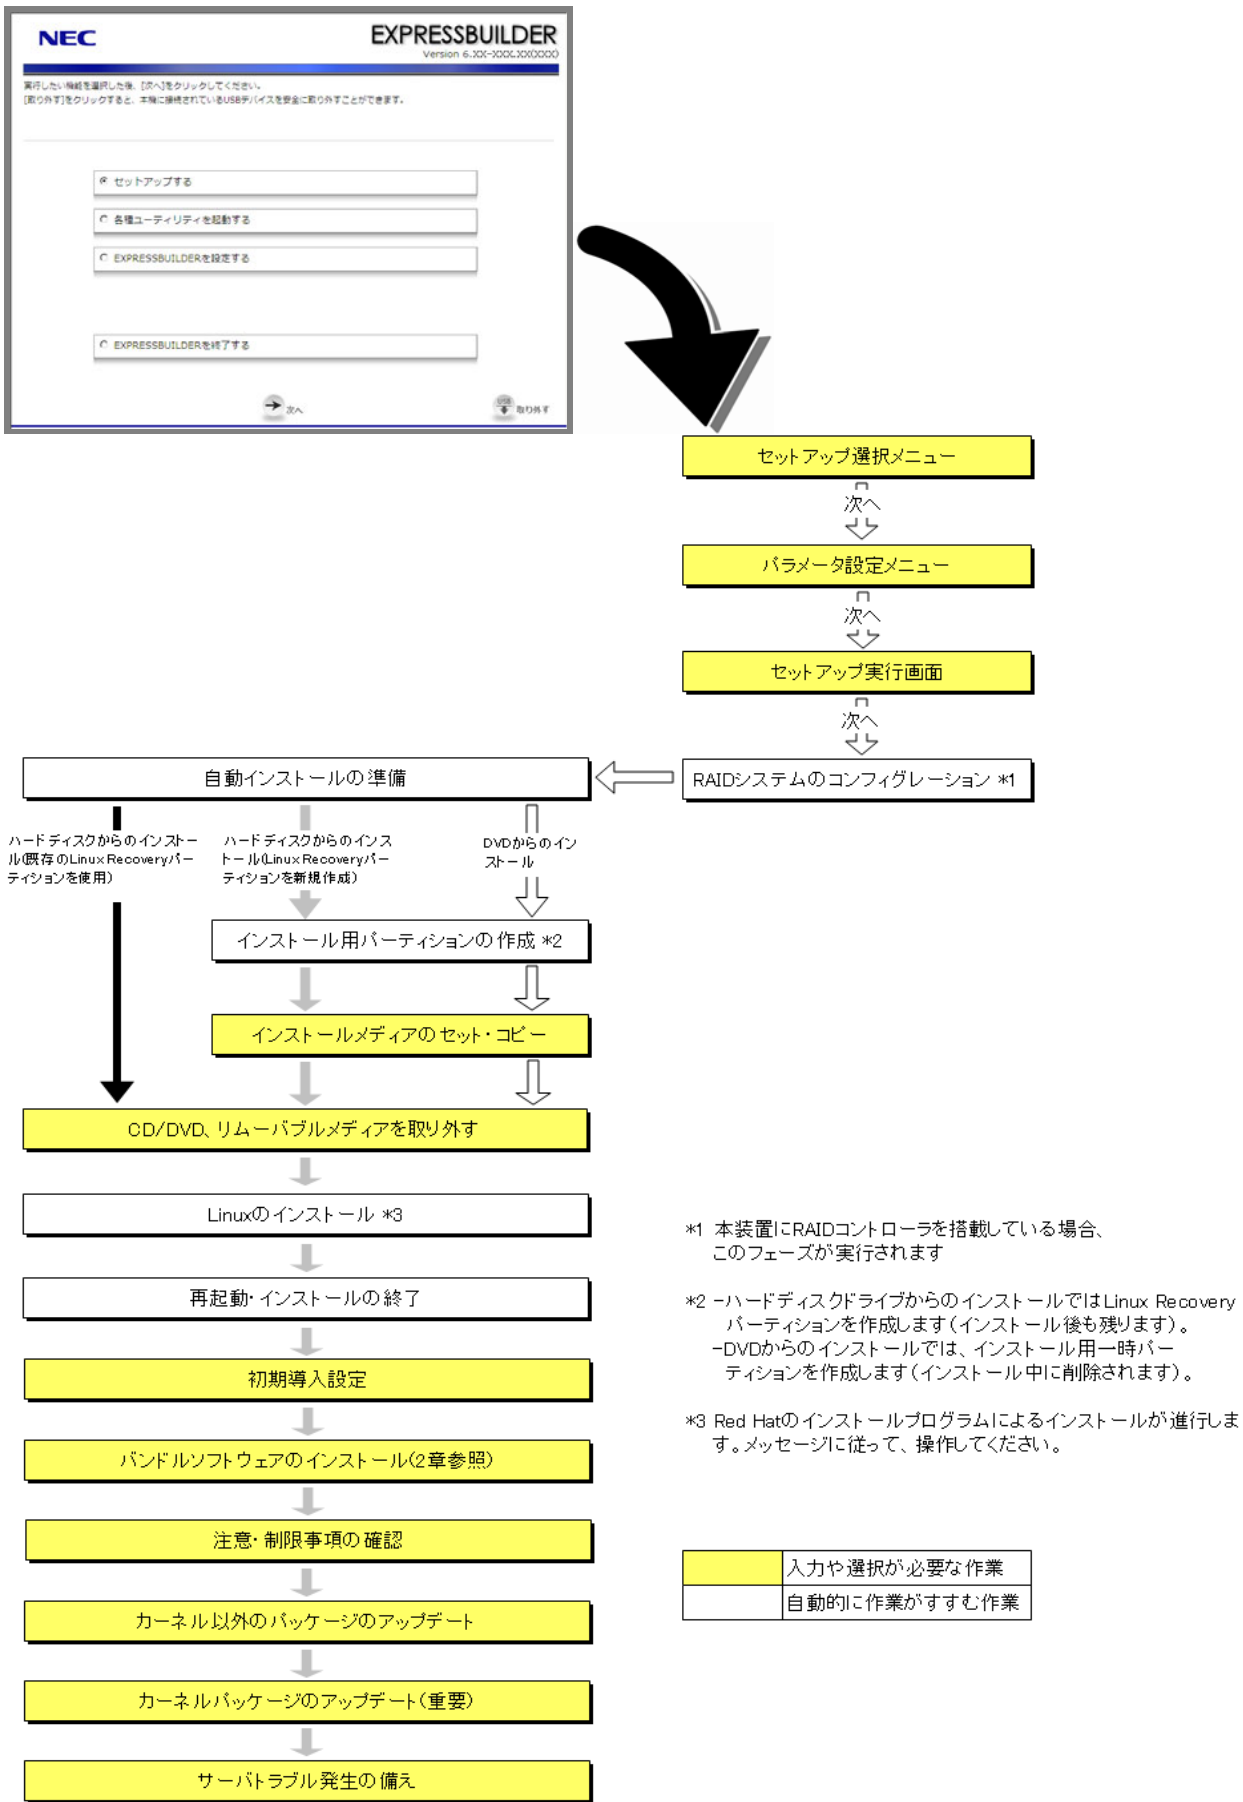 NEC
EXPRESSBUILDER
Version 6.XX-XXX.XX(XXX)
実行したい機能を選択した後、[次へ]をクリックしてください。
[取り外す]をクリックすると、本機に接続されているUSBデバイスを安全に取り外すことができます。
セットアップする
各種ユーティリティを起動する
EXPRESSBUILDERを設定する
EXPRESSBUILDERを終了する
次へ
USB
取り外す
セットアップ選択メニュー
次へ
パラメータ設定メニュー
次へ
セットアップ実行画面
次へ
RAIDシステムのコンフィグレーション *1
自動インストールの準備
ハードディスクからのインストー
ル(既存のLinux Recoveryパー
ティションを使用)
ハードディスクからのインス
トール(Linux Recoveryパー
ティションを新規作成)
DVDからのイン
ストール
インストール用パーティションの作成 *2
インストールメディアのセット・コピー
CD/DVD、リムーバブルメディアを取り外す
Linuxのインストール *3
再起動・インストールの終了
初期導入設定
バンドルソフトウェアのインストール(2章参照)
注意・制限事項の確認
カーネル以外のパッケージのアップデート
カーネルパッケージのアップデート(重要)
サーバトラブル発生の備え
*1 本装置にRAIDコントローラを搭載している場合、
このフェーズが実行されます
*2 -ハードディスクドライブからのインストールではLinux Recovery
パーティションを作成します(インストール後も残ります)。
-DVDからのインストールでは、インストール用一時パー
ティションを作成します(インストール中に削除されます)。
*3 Red Hatのインストールプログラムによるインストールが進行しま
す。メッセージに従って、操作してください。
入力や選択が必要な作業
自動的に作業がすすむ作業